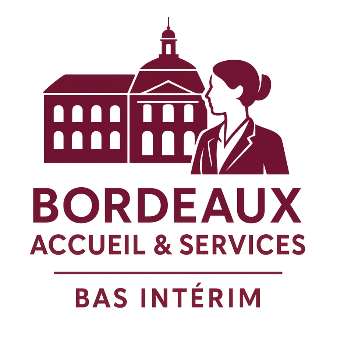 BORDEAUX
ACCUEIL & SERVICES
BAS INTÉRIM